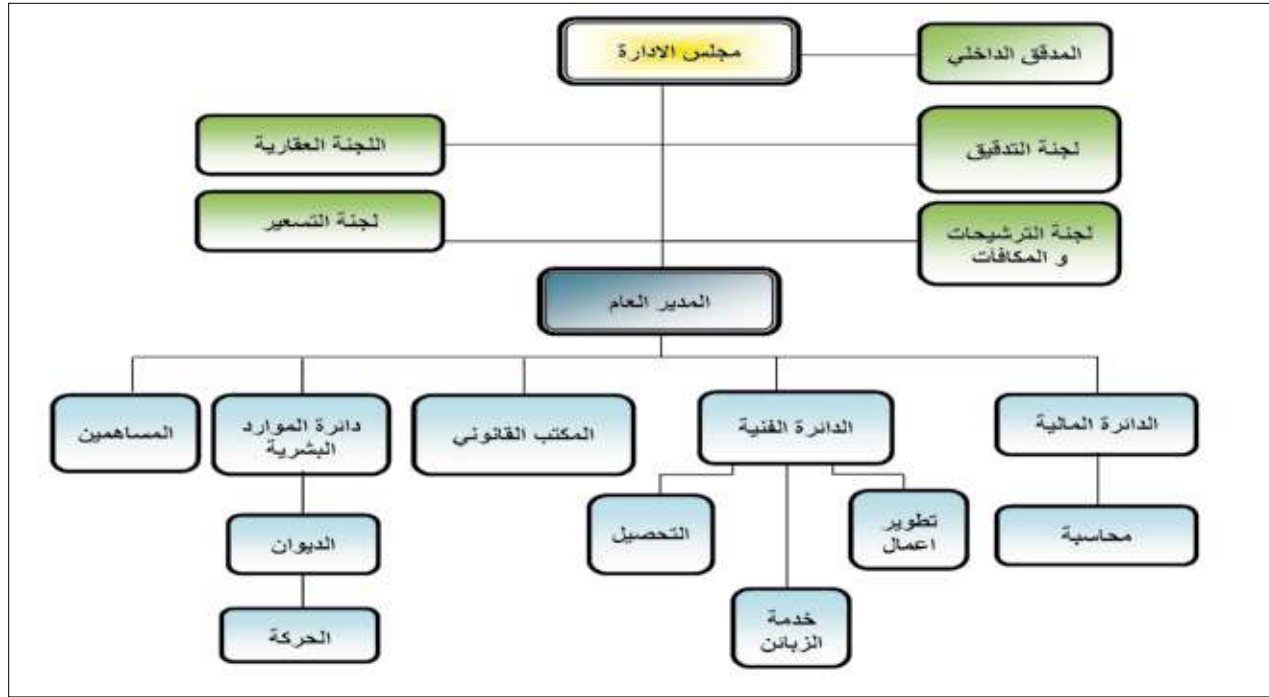 مجلس الادارة
المدقق الداخلي
لجنة التدقيق
اللجنة العقارية
لجنة الترشيحات
و المكافآت
لجنة التسعير
المدير العام
الدائرة المالية
الدائرة الفنية
المكتب القانوني
دائرة الموارد
البشرية
المساهمين
محاسبة
تطوير
اعمال
خدمة
الزبائن
التحصيل
الديوان
الحركة